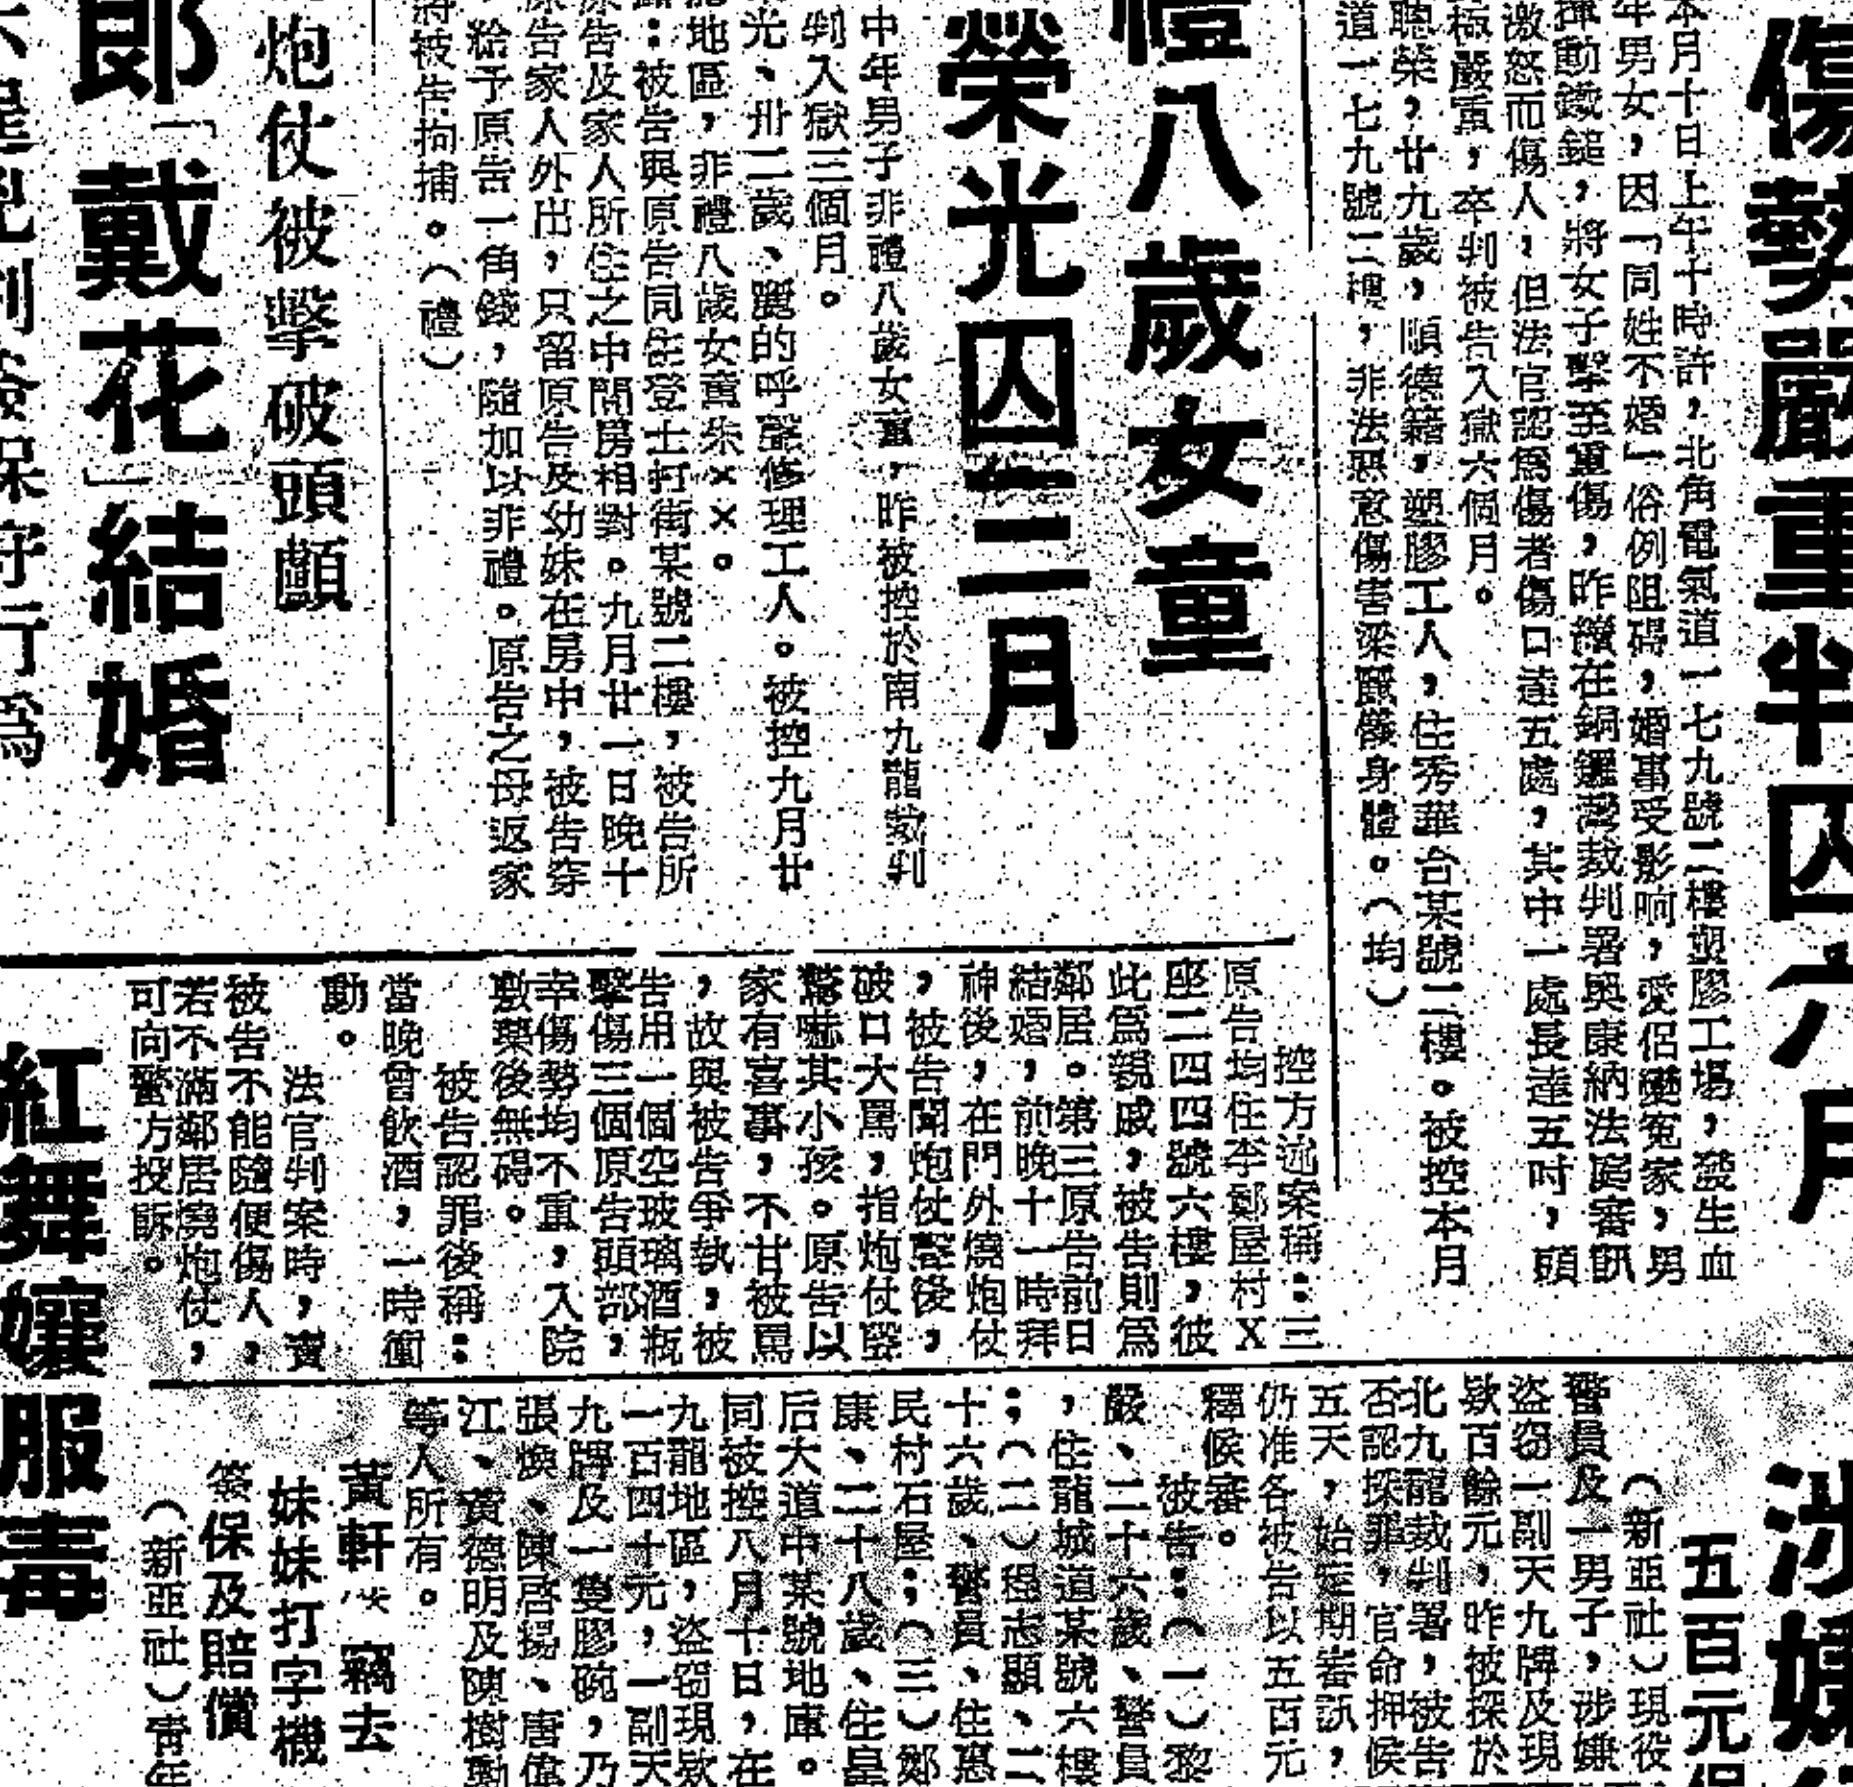 傷勢嚴重半囚六月
本月十日上午十時許，北角電氣道一七九號二樓塑膠工場，發生血
年男女，因「同姓不婚」俗例阻碍，婚事受影响，愛侶變冤家，男
揮動鐵鎚，將女子擊至重傷，昨續在銅鑼灣裁判署奧康納法庭審訊
激怒而傷人，但法官認爲傷者傷口達五處，其中一處長達五吋，頭
極嚴重，卒判被告入獄六個月。
聰榮，廿九歲，順德籍，塑膠工人，住秀華台某號二樓。被控本月
道一七九號二樓，非法惡意傷害梁麗儀身體。（均）
八歲女童
榮光囚三月
中年男子非禮八歲女童，昨被控於南九龍裁判
判入獄三個月。
光、卅二歲、麗的呼聲修理工人。被控九月廿
龍地區，非禮八歲女童朱××。
：被告與原告同住登士打街某號二樓，被告所
原告及家人所住之中間房相對。九月廿一日晚十
原告家人外出，只留原告及幼妹在房中，被告穿
給予原告一角錢，隨加以非禮。原告之母返家
將被告拘捕。（禮）
炮仗被擊破頭顱
郎「戴花」結婚
控方述案稱：三
原告均住李鄭屋村X
座二四四號六樓，彼
此爲親戚，被告則爲
鄰居。第三原告前日
結婚，前晚十一時拜
神後，在門外燒炮仗
，被告聞炮仗聲後，
破口大罵，指炮仗聲
驚嚇其小孩。原告以
家有喜事，不甘被罵
，故與被告爭執，被
告用一個空玻璃酒瓶
擊傷三個原告頭部，
幸傷勢均不重，入院
敷藥後無碍。
被告認罪後稱：
當晚曾飲酒，一時衝
動。
法官判案時，責
被告不能隨便傷人，
若不滿鄰居燒炮仗，
可向警方投訴。
紅舞孃服毒
五百元保
（新亞社）現役
警員及一男子，涉嫌
盜窃一副天九牌及現
欵百餘元，昨被探於
北九龍裁判署，被告
否認控罪，官命押候
五天，始定期審訊，
仍准各被告以五百元
釋候審。
被告：（一）黎
嚴、二十六歲、警員
，住龍城道某號六樓
；（二）程志顯、二
十六歲、警員、住惠
民村石屋；（三）鄭
康、二十八歲、住皇
后大道中某號地庫。
同被控八月十日，在
九龍地區，盜窃現欵
一百四十元，一副天
九牌及一隻膠碗，乃
張煥、陳啓揚、唐偉
江、黃德明及陳樹勳
等人所有。
黃軒竊去
妹妹打字機
簽保及賠償
（新亞社）靑年